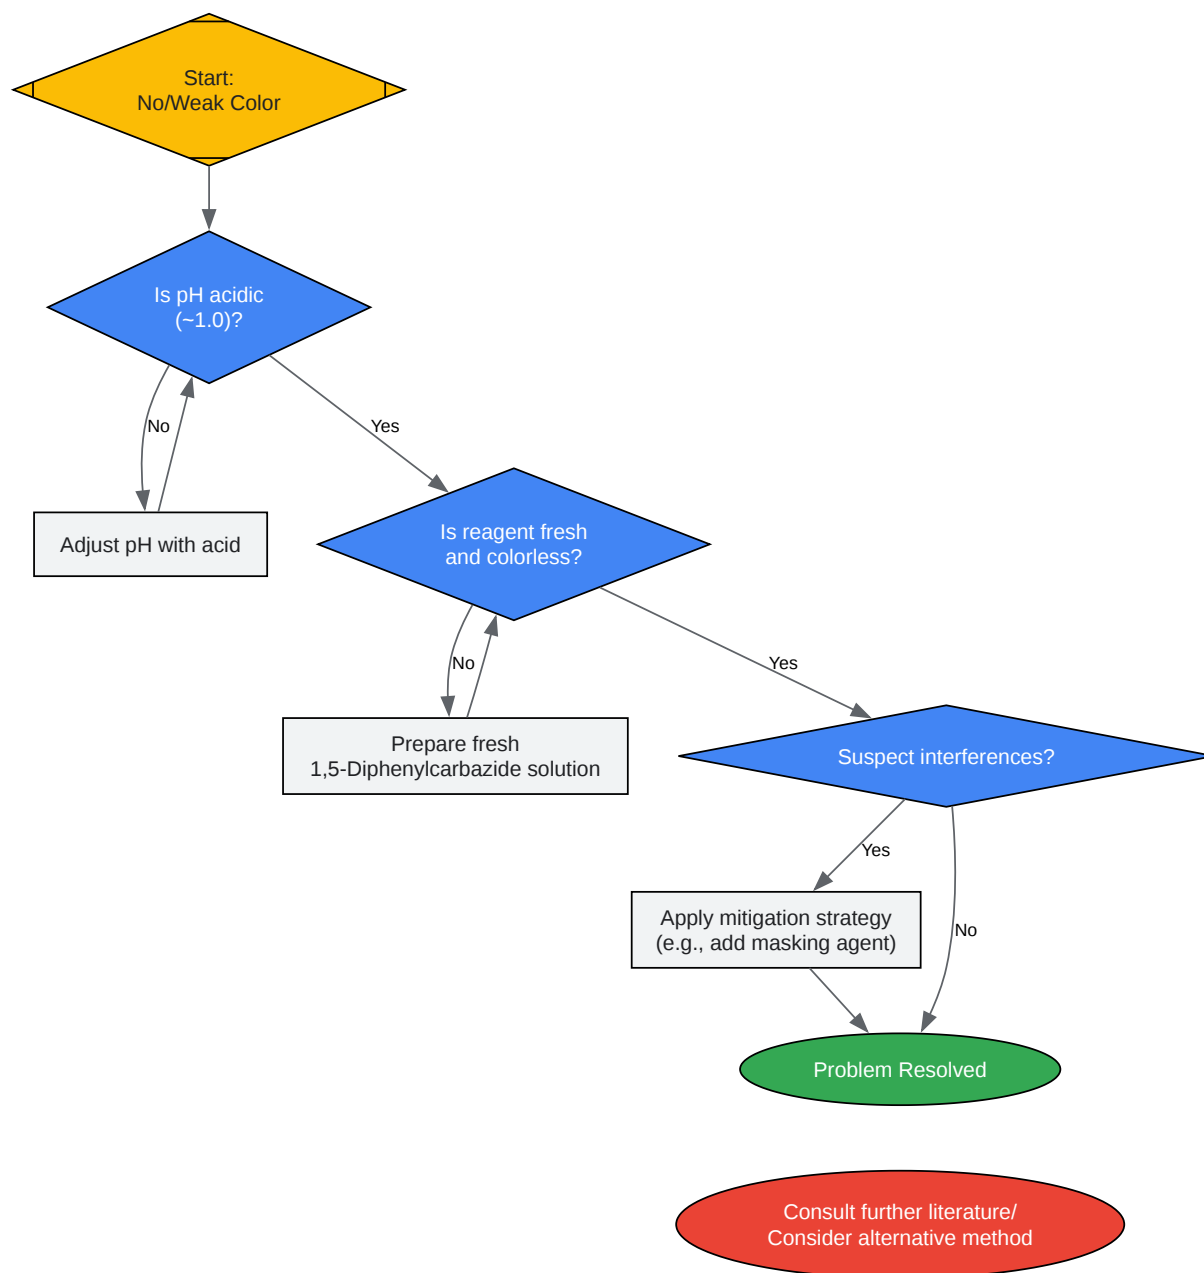 Start:
No/Weak Color
Is pH acidic
(~1.0)?
No
Yes
Adjust pH with acid
Is reagent fresh
and colorless?
No
Yes
Prepare fresh
1,5-Diphenylcarbazide solution
Suspect interferences?
Yes
No
Apply mitigation strategy
(e.g., add masking agent)
Problem Resolved
Consult further literature/
Consider alternative method